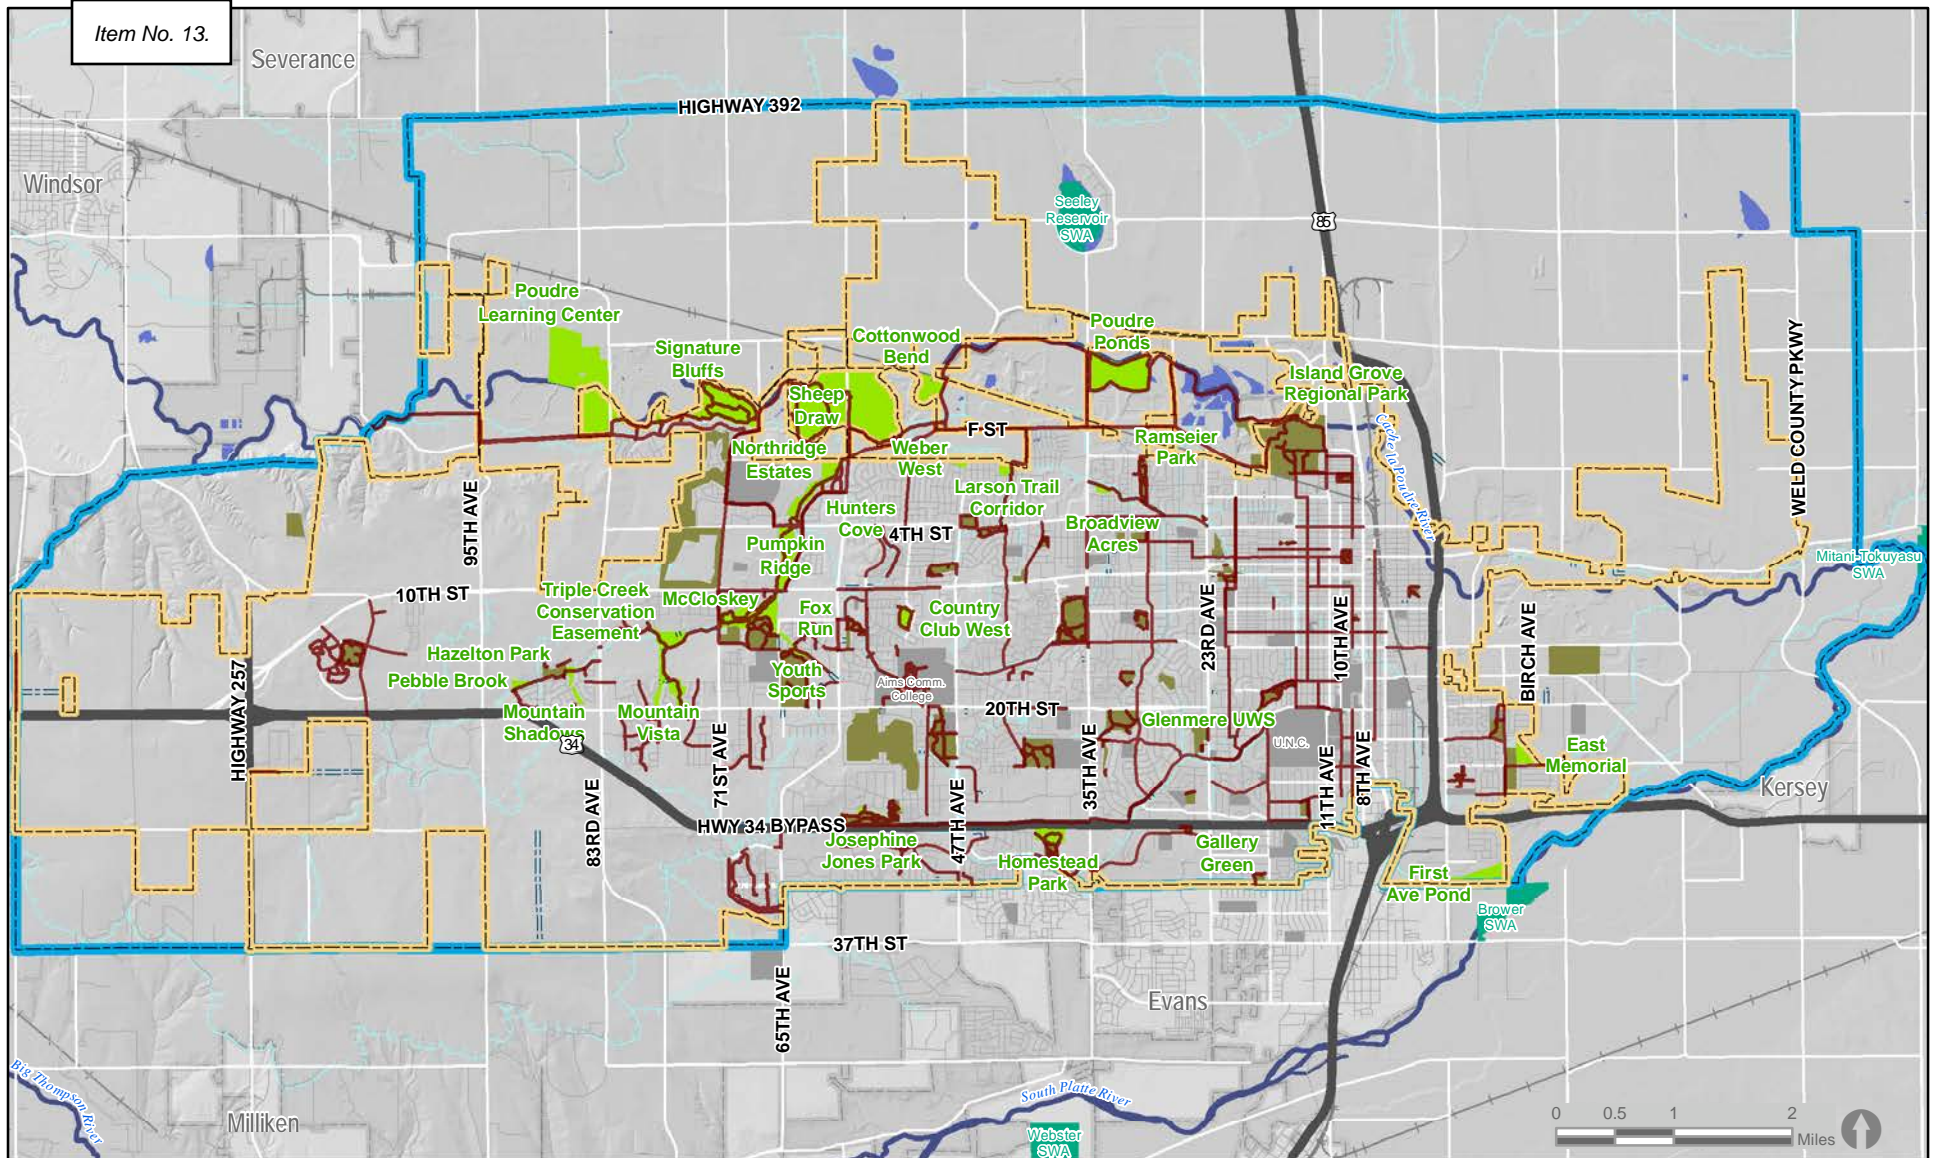 Item No. 13.
Severance
HIGHWAY 392
Windsor
Seeley
Reservoir
SWA
85
Poudre
Learning Center
Signature
Bluffs
Cottonwood
Bend
Poudre
Ponds
Island Grove
Regional Park
WELD COUNTY PKWY
Sheep
Draw
F ST
Cache la Poudre River
Northridge
Estates
Weber
West
Ramseier
Park
95TH AVE
Larson Trail
Corridor
Hunters
Cove
4TH ST
Broadview
Acres
Pumpkin
Ridge
Mitani-Tokuyasu
SWA
10TH ST
Triple Creek
Conservation
Easement
McCloskey
Fox
Run
Country
Club West
23RD AVE
10TH AVE
BIRCH AVE
Hazelton Park
Pebble Brook
Youth
Sports
Aims Comm.
College
HIGHWAY 257
Mountain
Shadows
Mountain
Vista
20TH ST
Glenmere UWS
34
71ST AVE
35TH AVE
U.N.C.
11TH AVE
8TH AVE
East
Memorial
Kersey
83RD AVE
HWY 34 BYPASS
47TH AVE
Josephine
Jones Park
Homestead
Park
Gallery
Green
First
Ave Pond
Brower
SWA
37TH ST
65TH AVE
Evans
Big Thompson River
South Platte River
Milliken
Webster
SWA
0 0.5 1 2
Miles